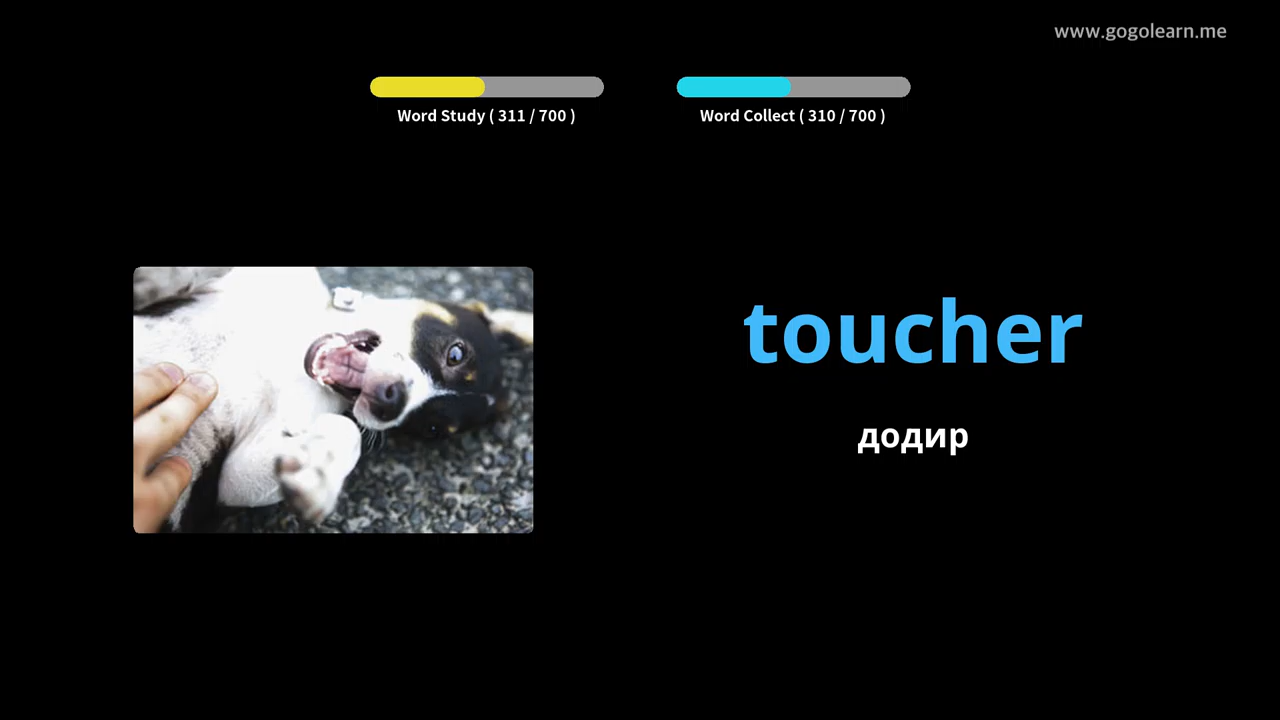 www.gogolearn.me
Word Study ( 311 / 700 )
Word Collect ( 310 / 700 )
toucher
додир